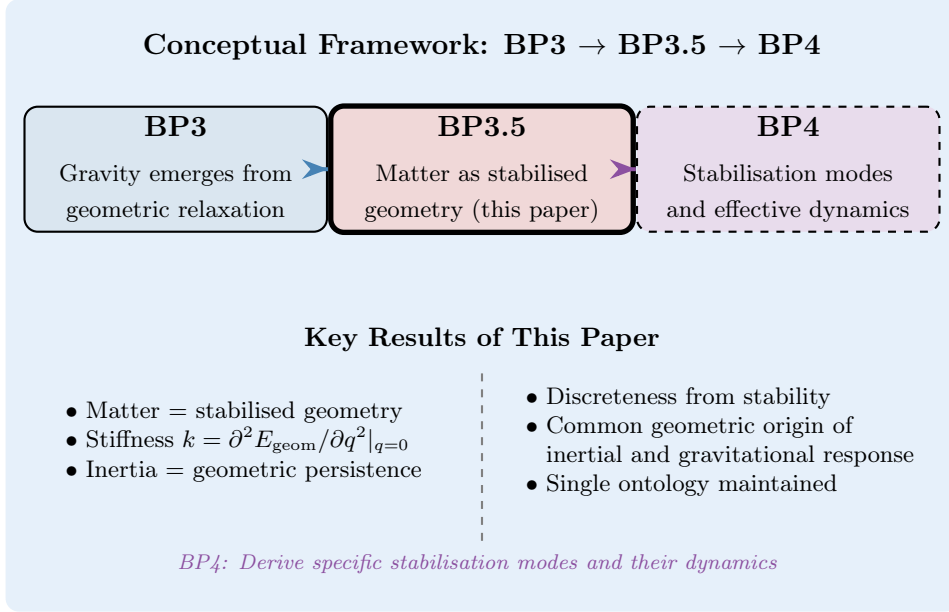 Conceptual Framework: BP3 → BP3.5 → BP4
BP3
Gravity emerges from
geometric relaxation
BP3.5
Matter as stabilised
geometry (this paper)
BP4
Stabilisation modes
and effective dynamics
Key Results of This Paper
• Matter = stabilised geometry
• Stiffness k = ∂²E_geom/∂q²|_{q=0}
• Inertia = geometric persistence
• Discreteness from stability
• Common geometric origin of
inertial and gravitational response
• Single ontology maintained
BP4: Derive specific stabilisation modes and their dynamics